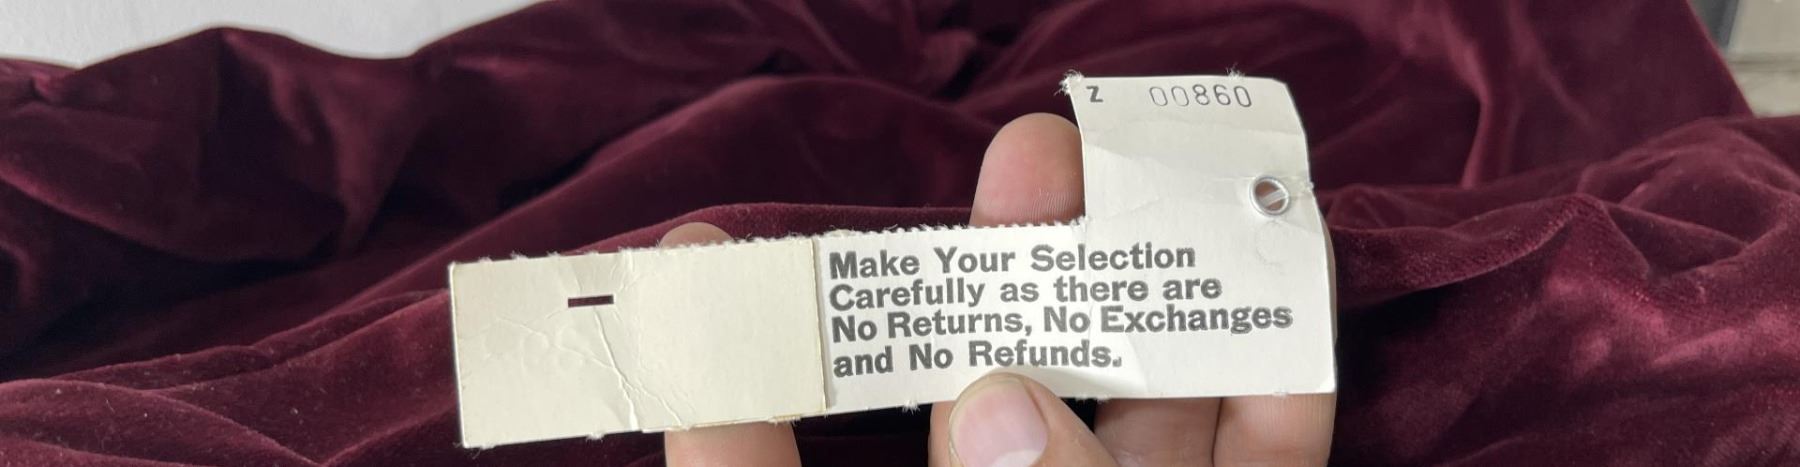 Z 00860
Make Your Selection
Carefully as there are
No Returns, No Exchanges
and No Refunds.